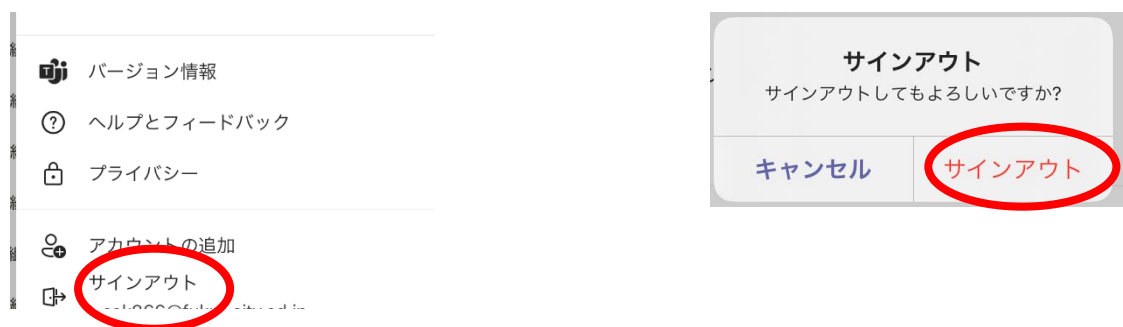 バージョン情報
ヘルプとフィードバック
プライバシー
アカウントの追加
サインアウト
サインアウト
サインアウトしてもよろしいですか?
キャンセル
サインアウト